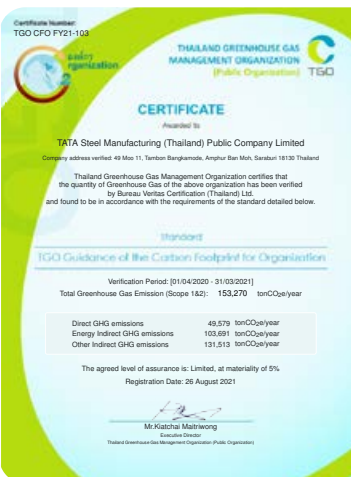 Certificate Number:
TGO CFO FY21-103
THAILAND GREENHOUSE GAS
MANAGEMENT ORGANIZATION
(Public Organization)
TGO
rganization
CERTIFICATE
Awarded to
TATA Steel Manufacturing (Thailand) Public Company Limited
Company address verified: 49 Moo 11, Tambon Bangkamode, Amphur Ban Moh, Saraburi 18130 Thailand
Thailand Greenhouse Gas Management Organization certifies that
the quantity of Greenhouse Gas of the above organization has been verified
by Bureau Veritas Certification (Thailand) Ltd.
and found to be in accordance with the requirements of the standard detailed below.
Standard
TGO Guidance of the Carbon Footprint for Organization
Verification Period: [01/04/2020 - 31/03/2021]
Total Greenhouse Gas Emission (Scope 1&2): 153,270 tonCO₂e/year
Direct GHG emissions 49,579 tonCO₂e/year
Energy Indirect GHG emissions 103,691 tonCO₂e/year
Other Indirect GHG emissions 131,513 tonCO₂e/year
The agreed level of assurance is: Limited, at materiality of 5%
Registration Date: 26 August 2021
Mr.Kiatchai Maitriwong
Executive Director
Thailand Greenhouse Gas Management Organization (Public Organization)